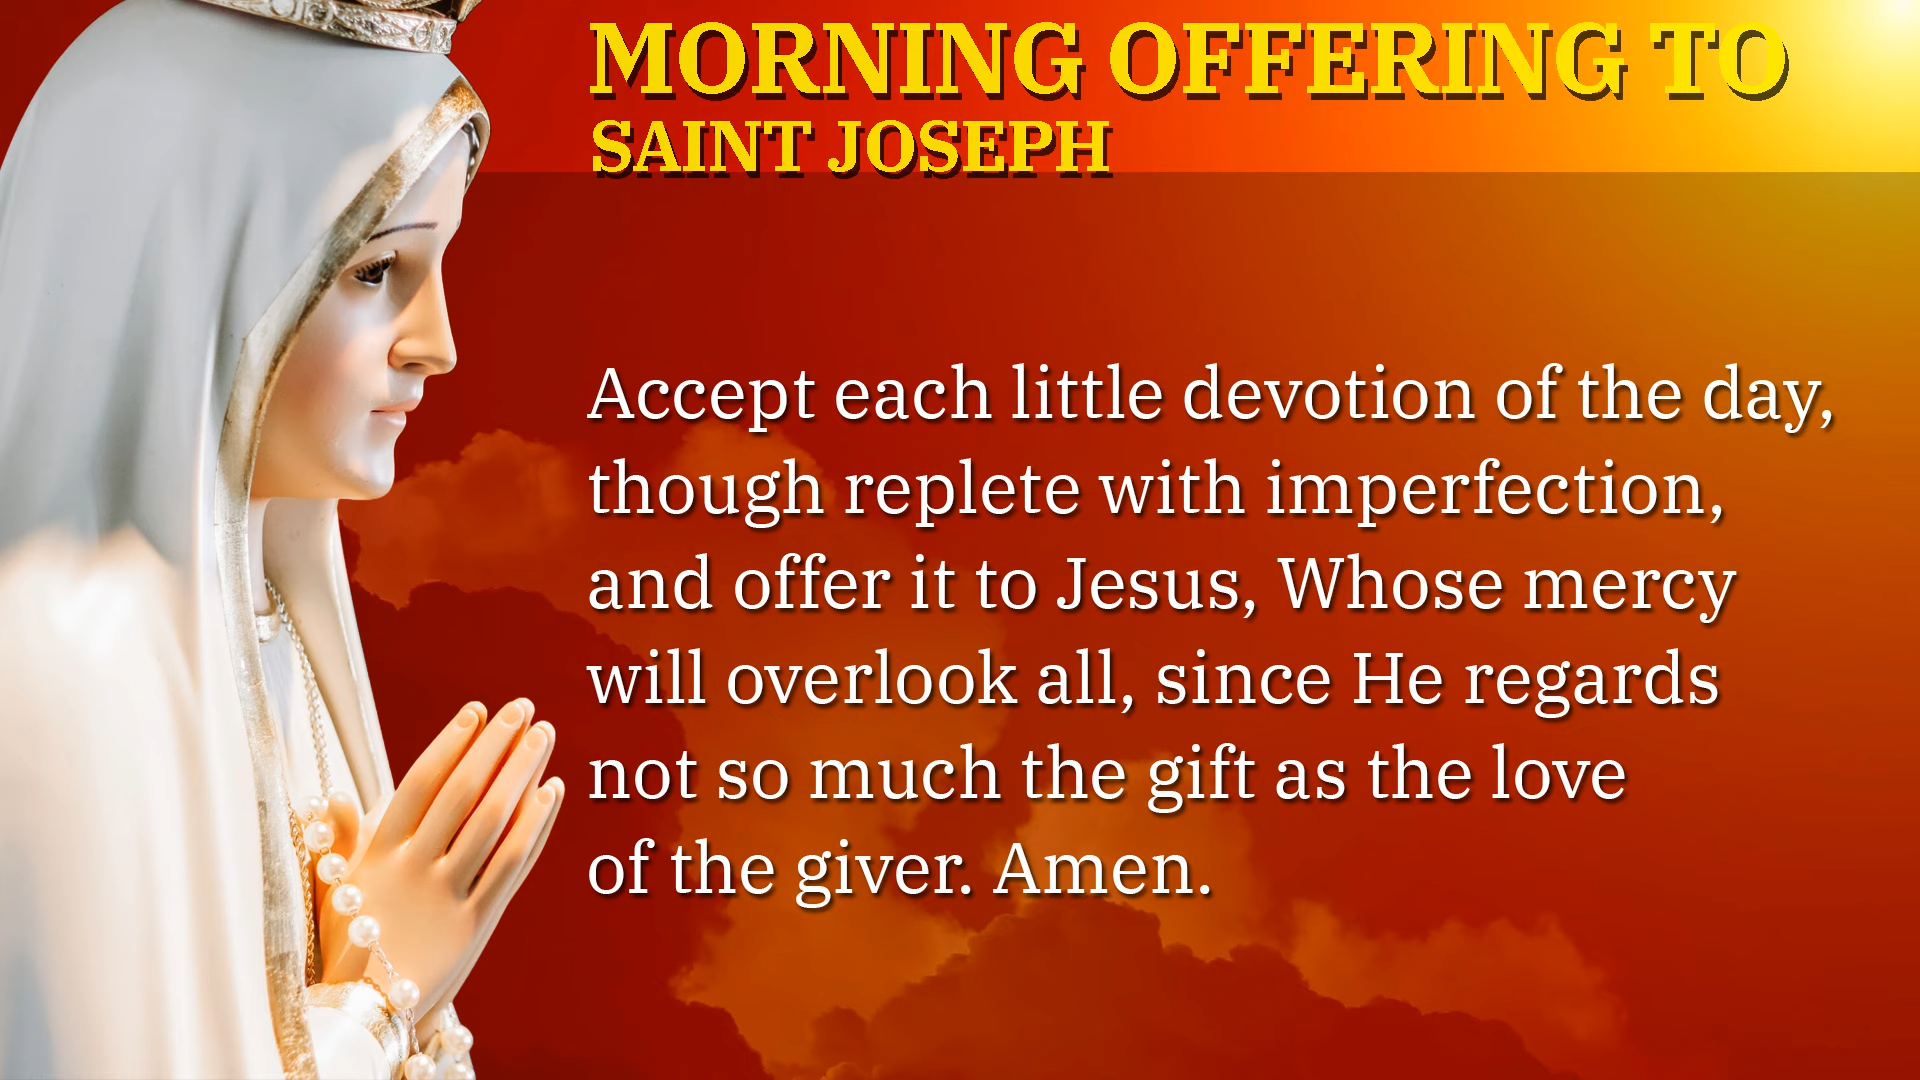 MORNING OFFERING TO
SAINT JOSEPH
Accept each little devotion of the day,
though replete with imperfection,
and offer it to Jesus, Whose mercy
will overlook all, since He regards
not so much the gift as the love
of the giver. Amen.